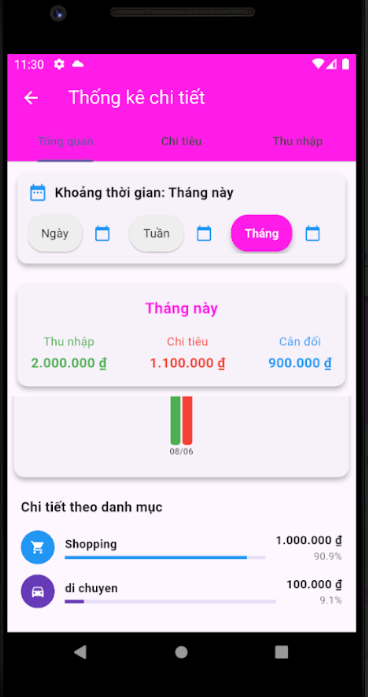 11:30
Thống kê chi tiết
Tổng quan Chi tiêu Thu nhập
Khoảng thời gian: Tháng này
Ngày Tuần Tháng
Tháng này
Thu nhập Chi tiêu Cân đối
2.000.000 ₫ 1.100.000 ₫ 900.000 ₫
08/06
Chi tiết theo danh mục
Shopping 1.000.000 ₫
90.9%
di chuyen 100.000 ₫
9.1%